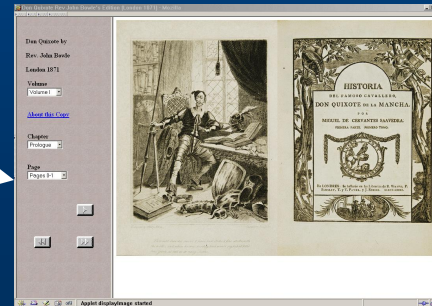 Don Quixote Rev. John Bowle's Edition (London 1871) - Mozilla
Don Quixote by
Rev. John Bowle
London 1871
Volume
Volume I
About this Copy
Chapter
Prologue
Page
Pages 0-1
HISTORIA
DEL FAMOSO CAVALLERO,
DON QUIXOTE DE LA MANCHA.
POR
MIGUEL DE CERVANTES SAAVEDRA.
PRIMERA PARTE.
EN LONDRES:
Applet displayImage started